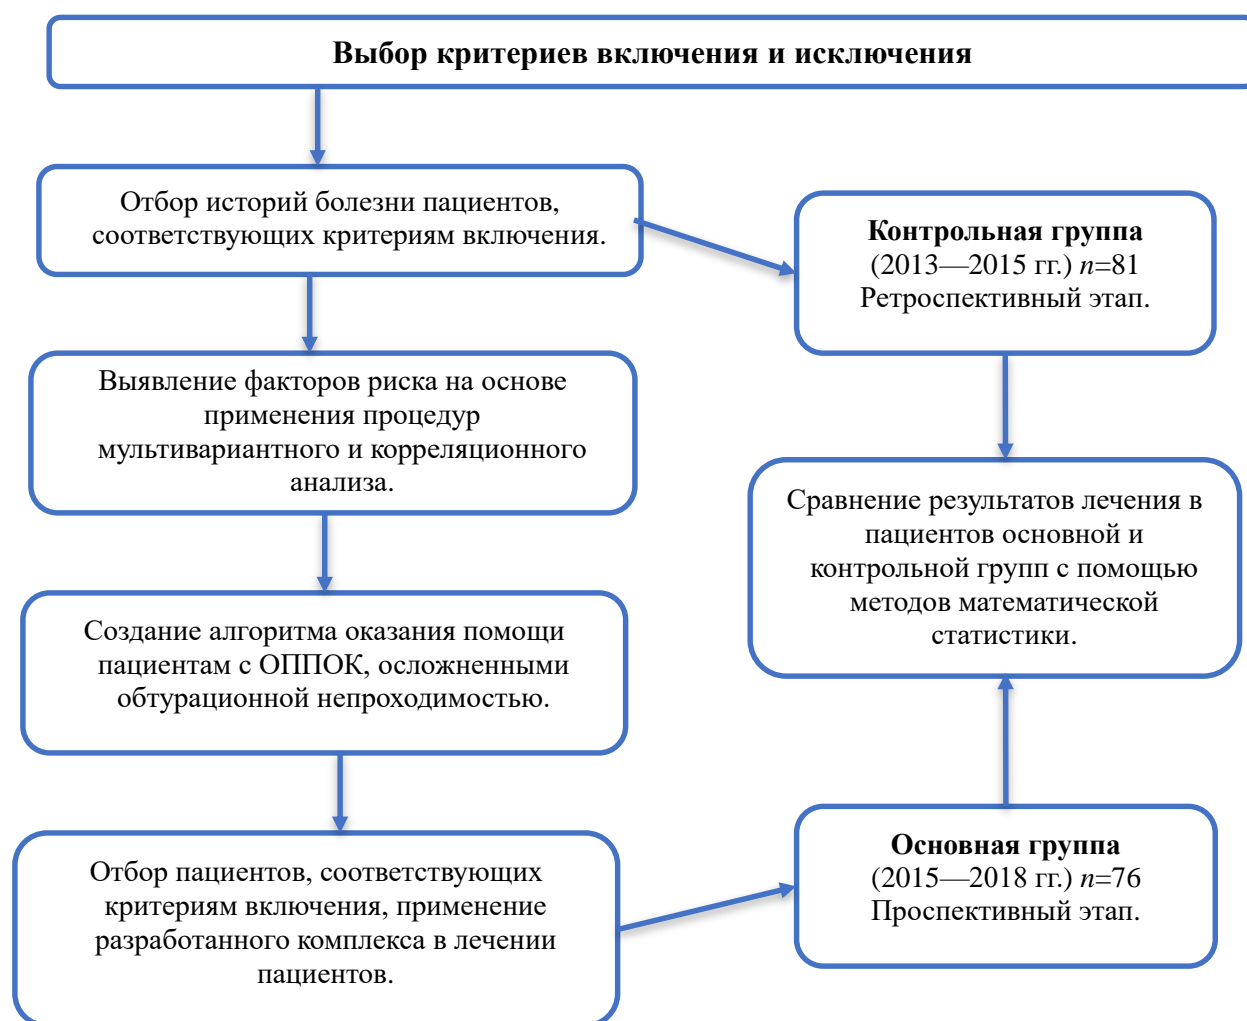 Выбор критериев включения и исключения
Отбор историй болезни пациентов,
соответствующих критериям включения.
Контрольная группа
(2013—2015 гг.) n=81
Ретроспективный этап.
Выявление факторов риска на основе
применения процедур
мультивариантного и корреляционного
анализа.
Сравнение результатов лечения в
пациентов основной и
контрольной групп с помощью
методов математической
статистики.
Создание алгоритма оказания помощи
пациентам с ОППОК, осложненными
обтурационной непроходимостью.
Отбор пациентов, соответствующих
критериям включения, применение
разработанного комплекса в лечении
пациентов.
Основная группа
(2015—2018 гг.) n=76
Проспективный этап.